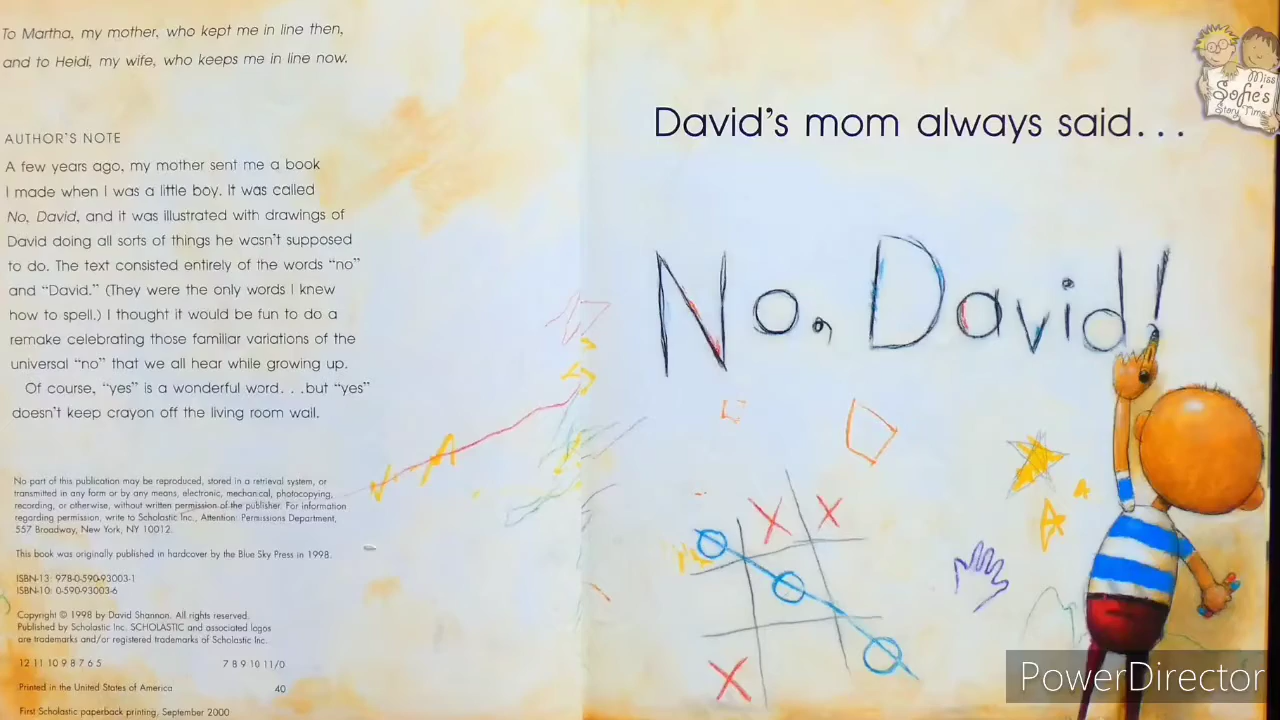 To Martha, my mother, who kept me in line then,
and to Heidi, my wife, who keeps me in line now.
AUTHOR'S NOTE
A few years ago, my mother sent me a book
I made when I was a little boy. It was called
No, David, and it was illustrated with drawings of
David doing all sorts of things he wasn't supposed
to do. The text consisted entirely of the words “no”
and “David.” (They were the only words I knew
how to spell.) I thought it would be fun to do a
remake celebrating those familiar variations of the
universal “no” that we all hear while growing up.
Of course, “yes” is a wonderful word. . .but “yes”
doesn't keep crayon off the living room wall.
No part of this publication may be reproduced, stored in a retrieval system, or
transmitted in any form or by any means, electronic, mechanical, photocopying,
recording, or otherwise, without written permission of the publisher. For information
regarding permission, write to Scholastic Inc., Attention: Permissions Department,
557 Broadway, New York, NY 10012.
This book was originally published in hardcover by the Blue Sky Press in 1998.
ISBN-13: 978-0-590-93003-1
ISBN-10: 0-590-93003-6
Copyright © 1998 by David Shannon. All rights reserved.
Published by Scholastic Inc. SCHOLASTIC and associated logos
are trademarks and/or registered trademarks of Scholastic Inc.
12 11 10 9 8 7 6 5 7 8 9 10 11/0
Printed in the United States of America 40
First Scholastic paperback printing, September 2000
David's mom always said. . .
No, David!
Miss
Sofie's
Story Time
PowerDirector